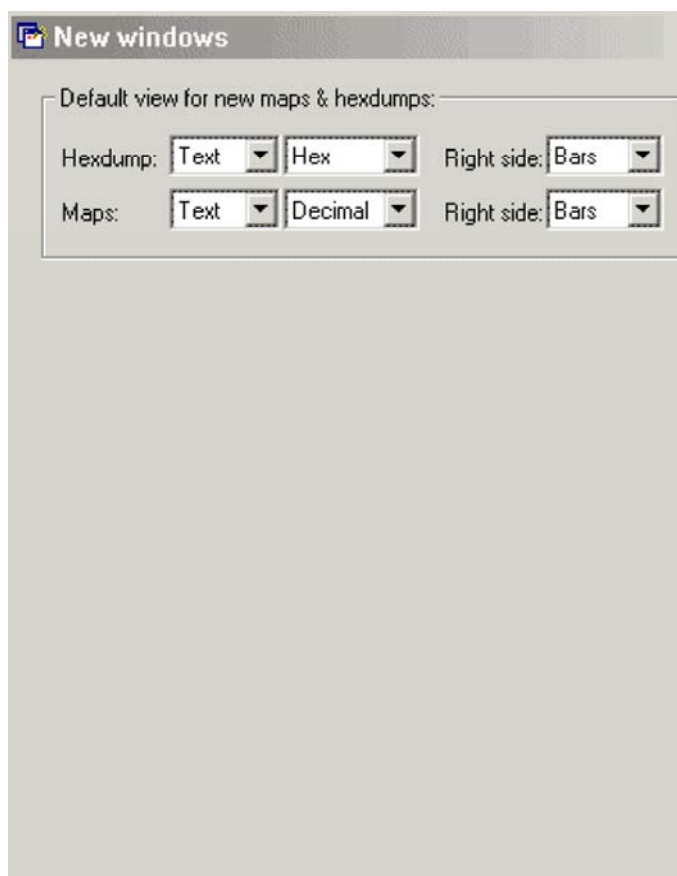 New windows
Default view for new maps & hexdumps:
Hexdump: Text Hex Right side: Bars
Maps: Text Decimal Right side: Bars